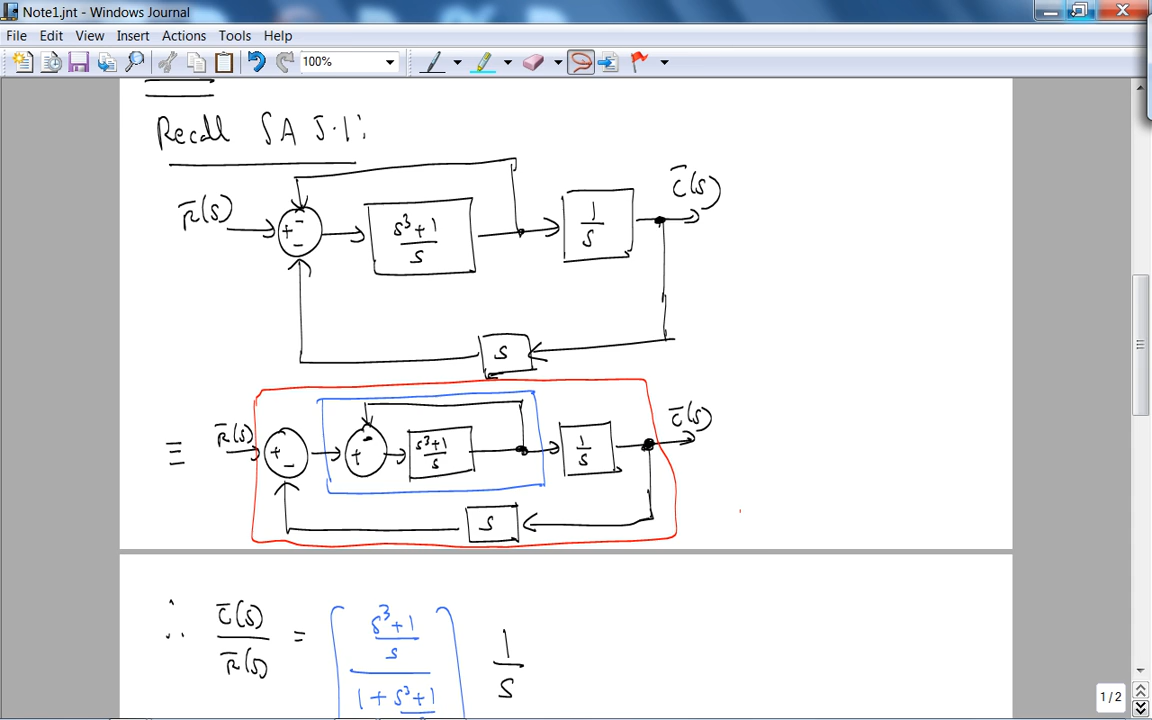 Note1.jnt - Windows Journal
File Edit View Insert Actions Tools Help
100%
Recall SA 5.1:
R̄(s) + - - s³+1/s 1/s C̄(s)
s
≡ R̄(s) + - + - s³+1/s 1/s C̄(s)
s
∴ C̄(s)/R̄(s) = [ s³+1/s / 1 + s³+1 ] 1/s
1 / 2